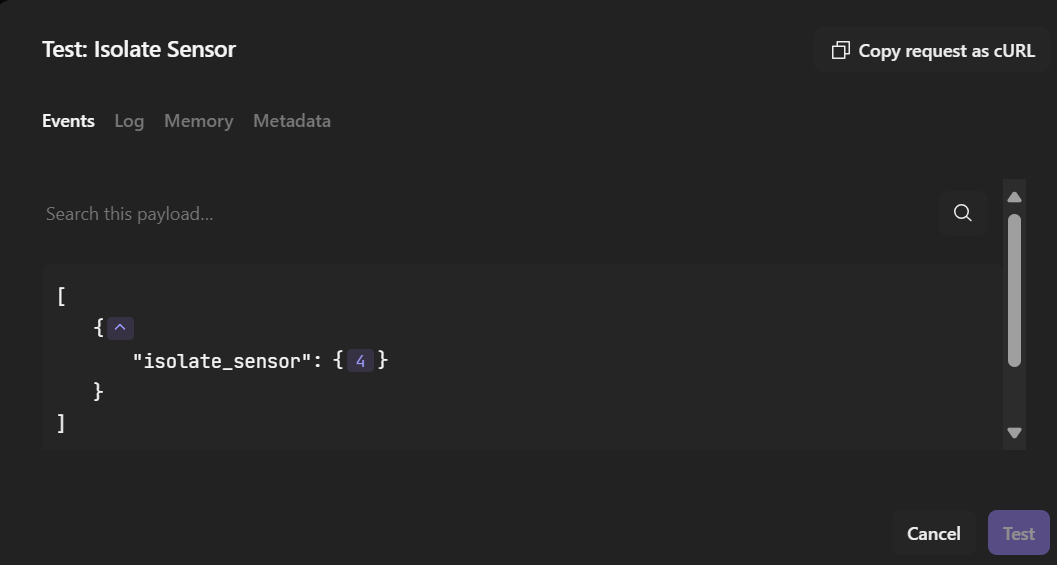 Test: Isolate Sensor
Copy request as cURL
Events Log Memory Metadata
Search this payload...
[
{
"isolate_sensor": { 4 }
}
]
Cancel Test